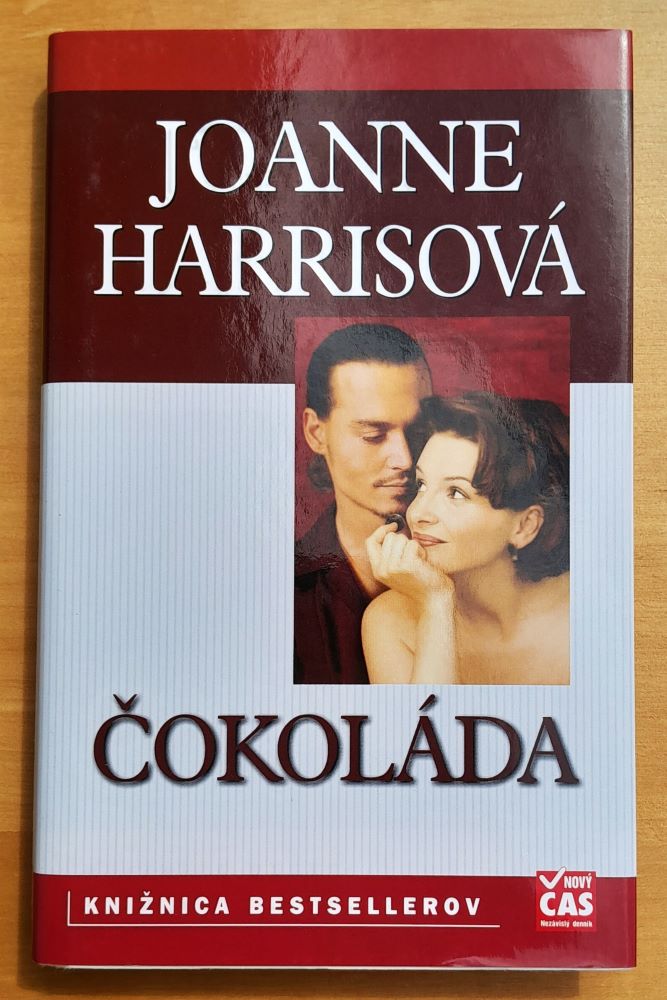 JOANNE
HARRISOVÁ
ČOKOLÁDA
KNIŽNICA BESTSELLEROV
NOVÝ
ČAS
Nezávislý denník